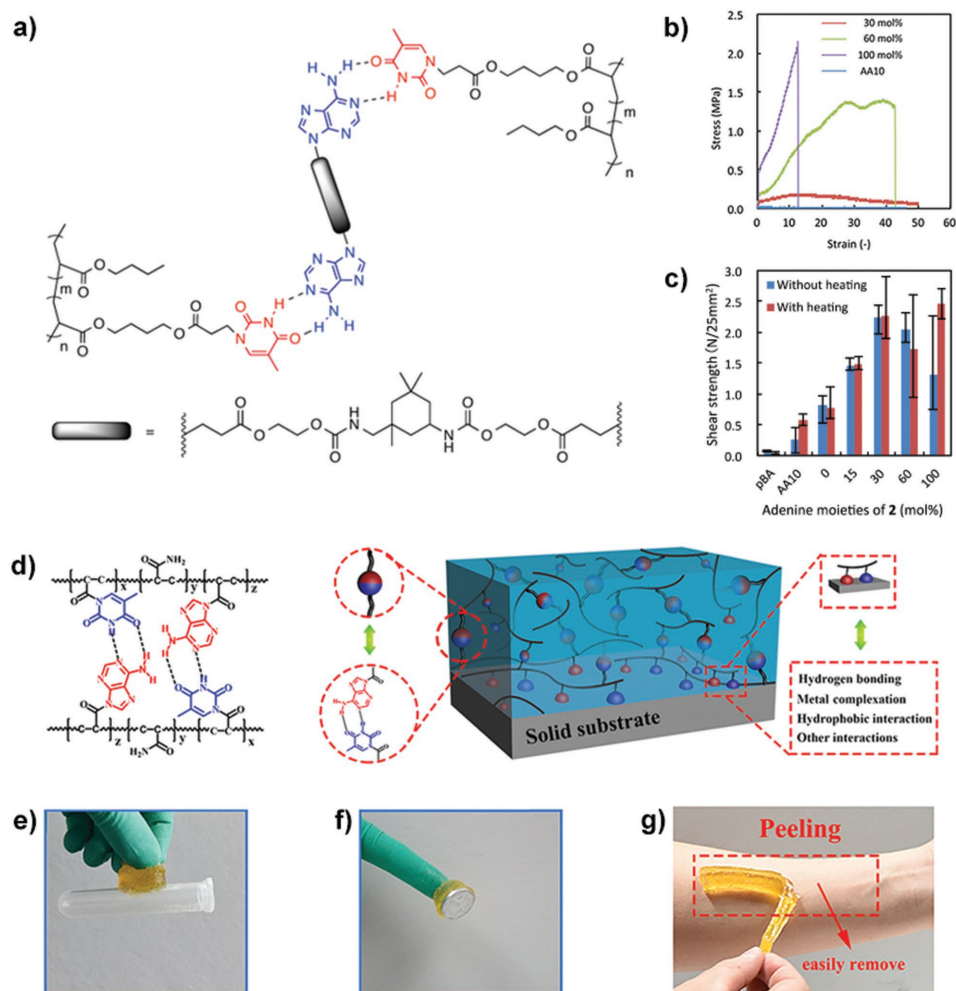 a)
N
H
H
O
N
H
O
N
O
O
O
O
O
m
n
N
N
N
N
O
O
m
O
O
O
O
n
N
O
N
H
O
N
N
N
N
N
H
H
=
O
O
O
O
N
H
N
H
O
O
O
O
b)
Stress (MPa)
2.5
2.0
1.5
1.0
0.5
0.0
30 mol%
60 mol%
100 mol%
AA10
0 10 20 30 40 50 60
Strain (-)
c)
Shear strength (N/25mm²)
3.0
2.5
2.0
1.5
1.0
0.5
0.0
Without heating
With heating
pBA AA10 0 15 30 60 100
Adenine moieties of 2 (mol%)
d)
O NH₂
C-C x C-C y C-C z
C-C z C-C y C-C x
H₂N O
Solid substrate
Hydrogen bonding
Metal complexation
Hydrophobic interaction
Other interactions
e)
f)
g)
Peeling
easily remove